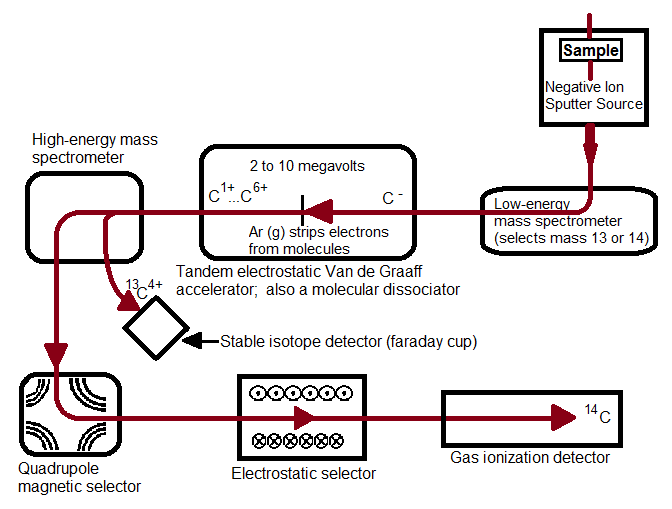 Sample
Negative Ion
Sputter Source
High-energy mass
spectrometer
2 to 10 megavolts
C1+...C6+
C -
Ar (g) strips electrons
from molecules
Low-energy
mass spectrometer
(selects mass 13 or 14)
Tandem electrostatic Van de Graaff
accelerator;  also a molecular dissociator
13C4+
Stable isotope detector (faraday cup)
14C
Quadrupole
magnetic selector
Electrostatic selector
Gas ionization detector